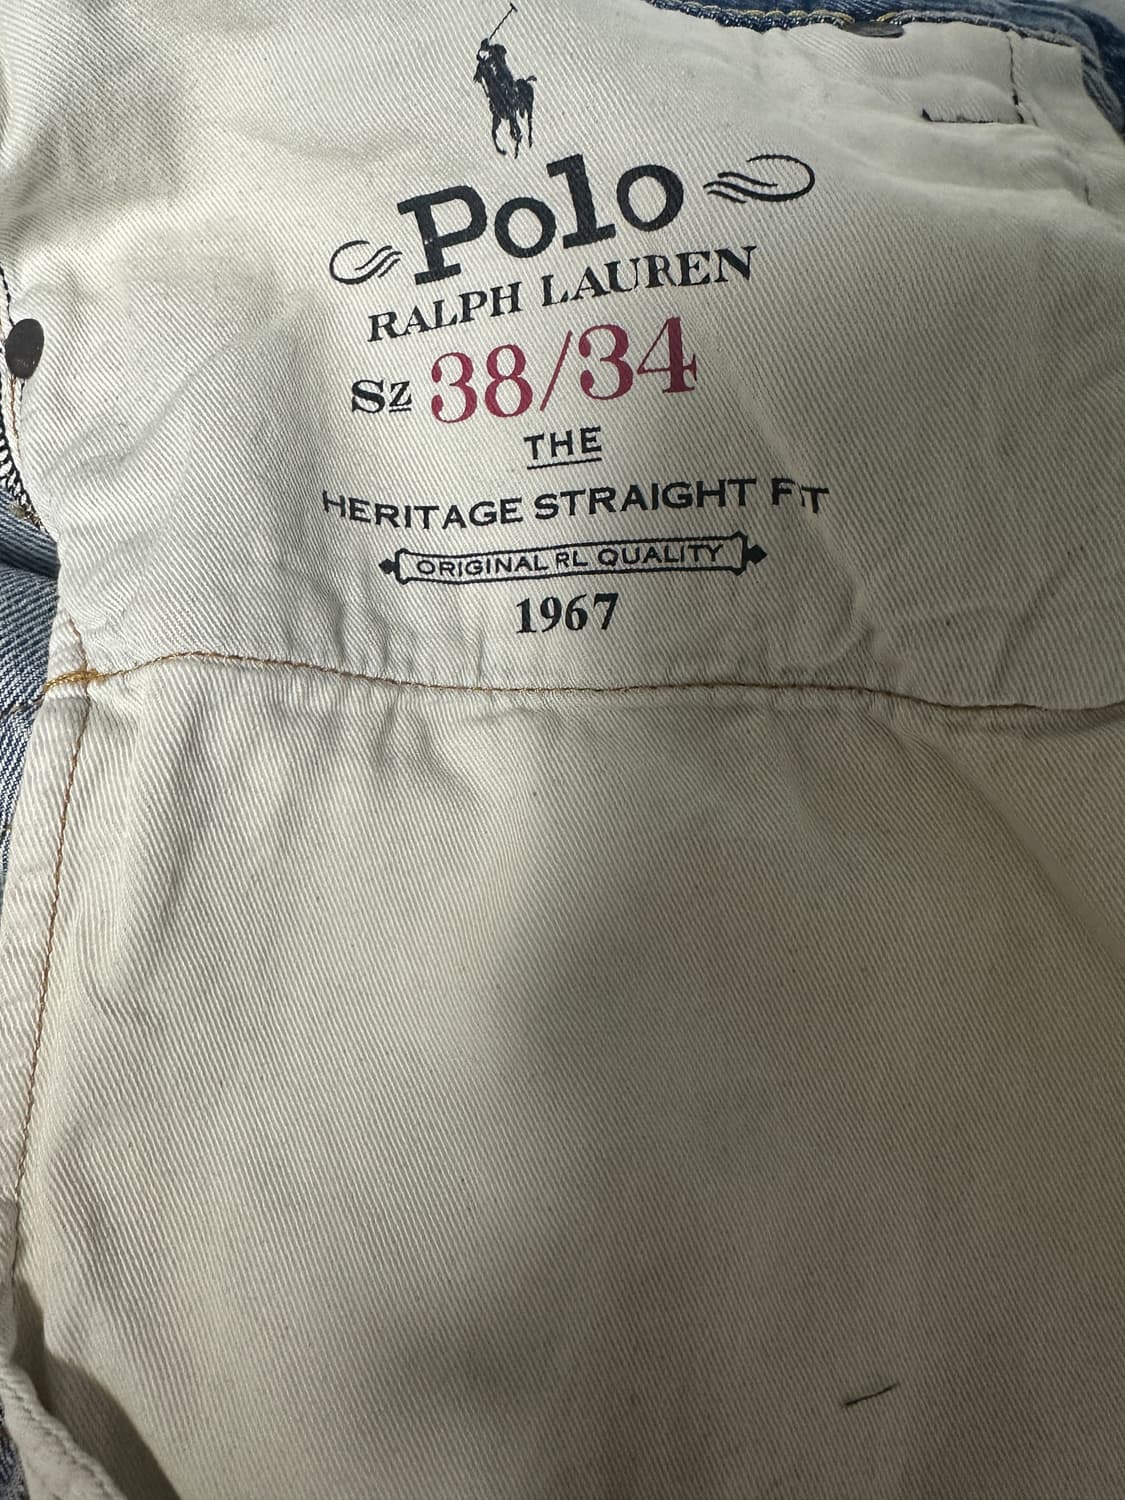 Polo
RALPH LAUREN
Sz 38/34
THE
HERITAGE STRAIGHT FIT
ORIGINAL RL QUALITY
1967